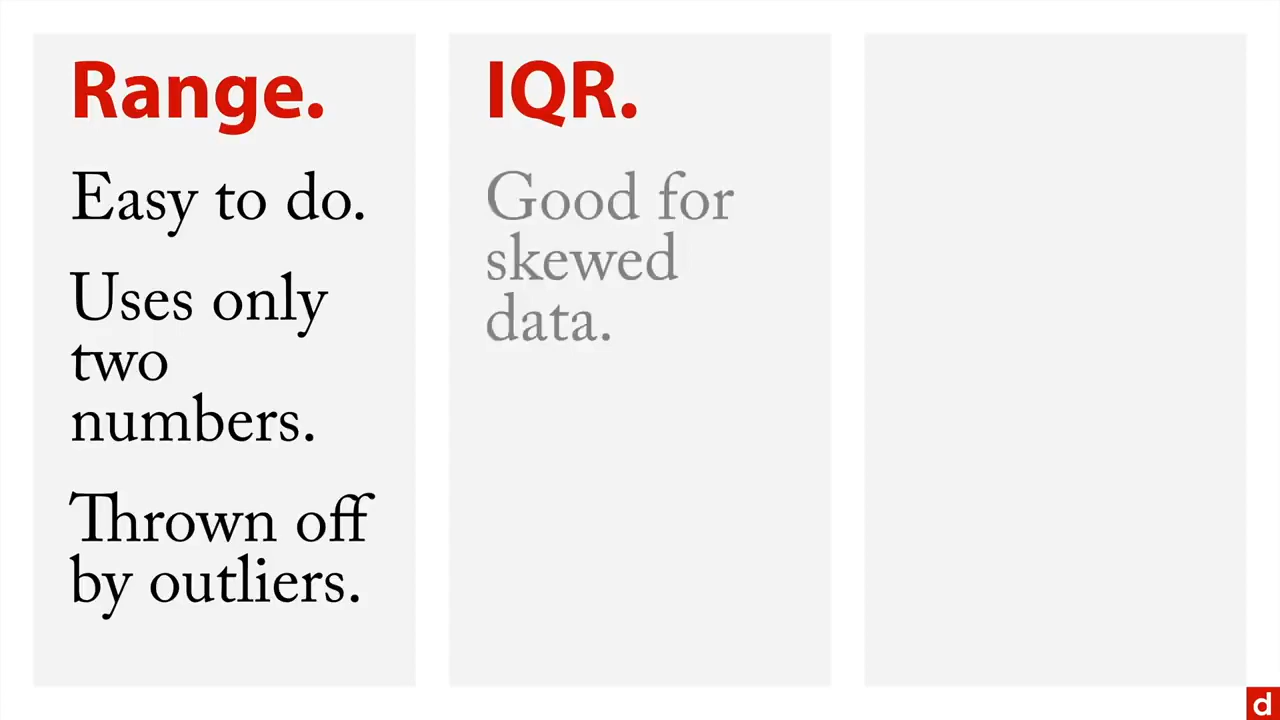 Range.
Easy to do.
Uses only
two
numbers.
Thrown off
by outliers.
IQR.
Good for
skewed
data.
d